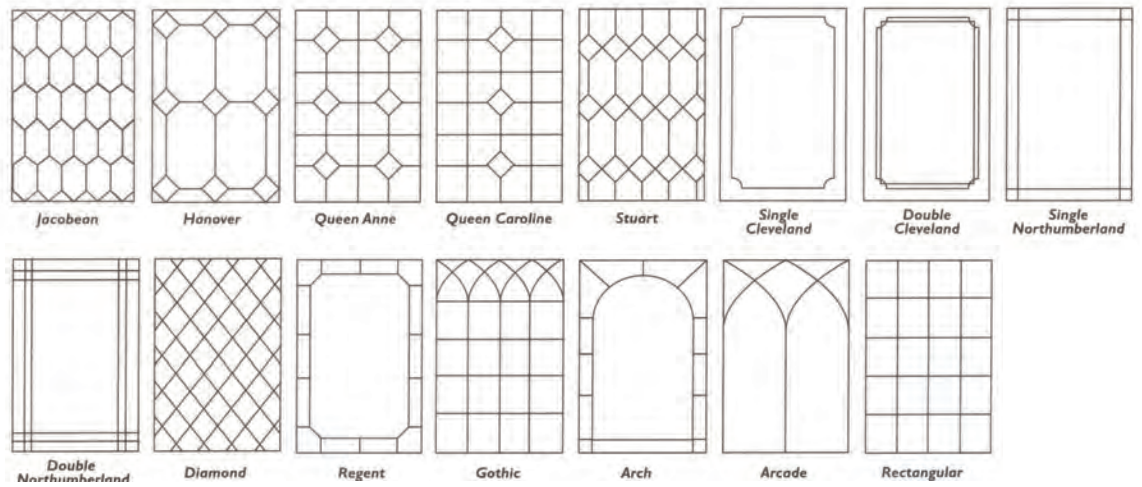 Jacobean
Hanover
Queen Anne
Queen Caroline
Stuart
Single
Cleveland
Double
Cleveland
Single
Northumberland
Double
Northumberland
Diamond
Regent
Gothic
Arch
Arcade
Rectangular